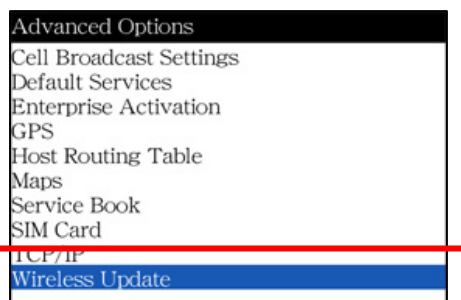 Advanced Options
Cell Broadcast Settings
Default Services
Enterprise Activation
GPS
Host Routing Table
Maps
Service Book
SIM Card
TCP/IP
Wireless Update